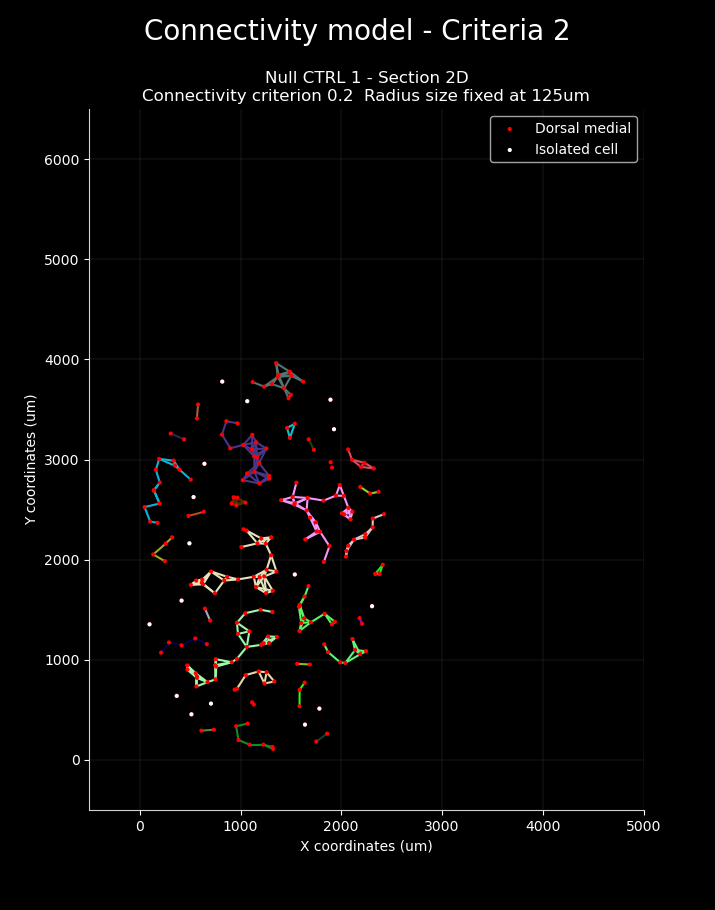 Connectivity model - Criteria 2
Null CTRL 1 - Section 2D
Connectivity criterion 0.2  Radius size fixed at 125um
Dorsal medial
Isolated cell
6000
5000
4000
3000
2000
1000
0
Y coordinates (um)
0
1000
2000
3000
4000
5000
X coordinates (um)